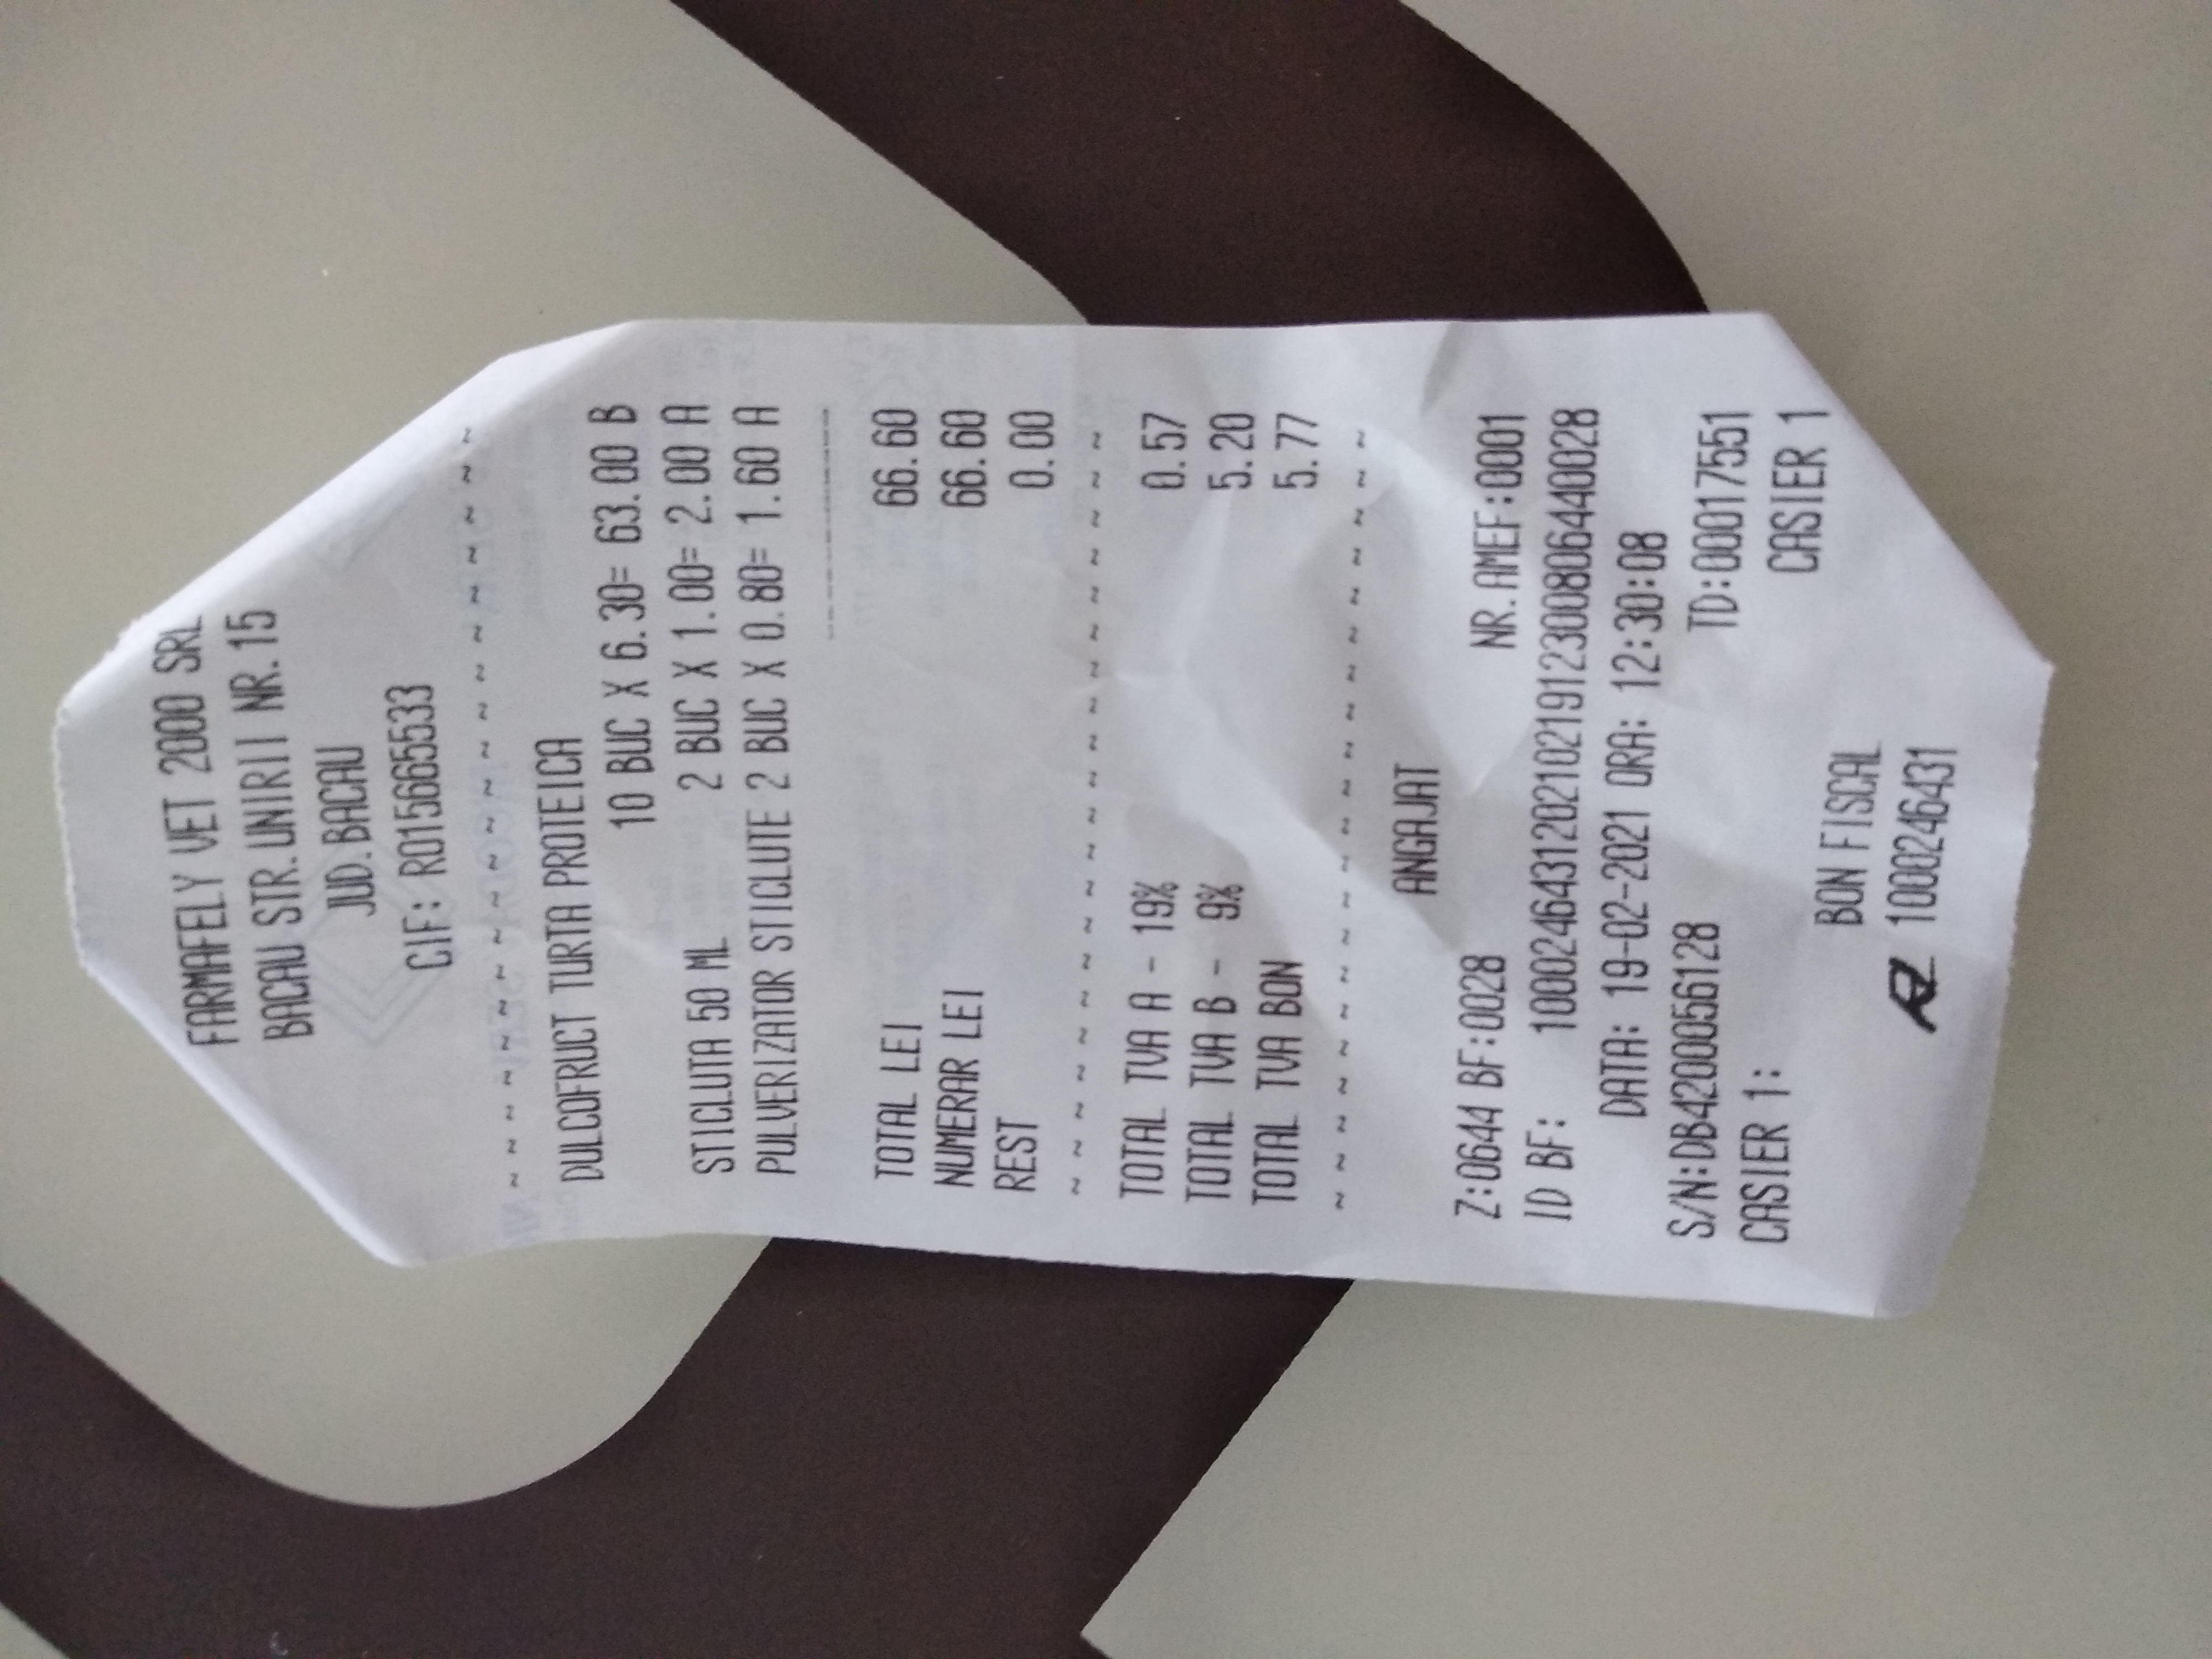 FARMAFELY VET 2000 SRL
BACAU STR.UNIRII NR.15
JUD.BACAU
CIF: RO15665533
~ ~ ~ ~ ~ ~ ~ ~ ~ ~ ~ ~ ~ ~ ~ ~ ~ ~ ~
DULCOFRUCT TURTA PROTEICA
10 BUC X 6.30= 63.00 B
STICLUTA 50 ML 2 BUC X 1.00= 2.00 A
PULVERIZATOR STICLUTE 2 BUC X 0.80= 1.60 A
TOTAL LEI 66.60
NUMERAR LEI 66.60
REST 0.00
~ ~ ~ ~ ~ ~ ~ ~ ~ ~ ~ ~ ~ ~ ~ ~ ~ ~ ~
TOTAL TVA A - 19% 0.57
TOTAL TVA B - 9% 5.20
TOTAL TVA BON 5.77
~ ~ ~ ~ ~ ~ ~ ~ ~ ~ ~ ~ ~ ~ ~ ~ ~ ~ ~
ANGAJAT
Z:0644 BF:0028 NR.AMEF:0001
ID BF: 1000246431202102191230080644​0028
DATA: 19-02-2021 ORA: 12:30:08
S/N:DB4200056128 TD:00017551
CASIER 1: CASIER 1
BON FISCAL
1000246431